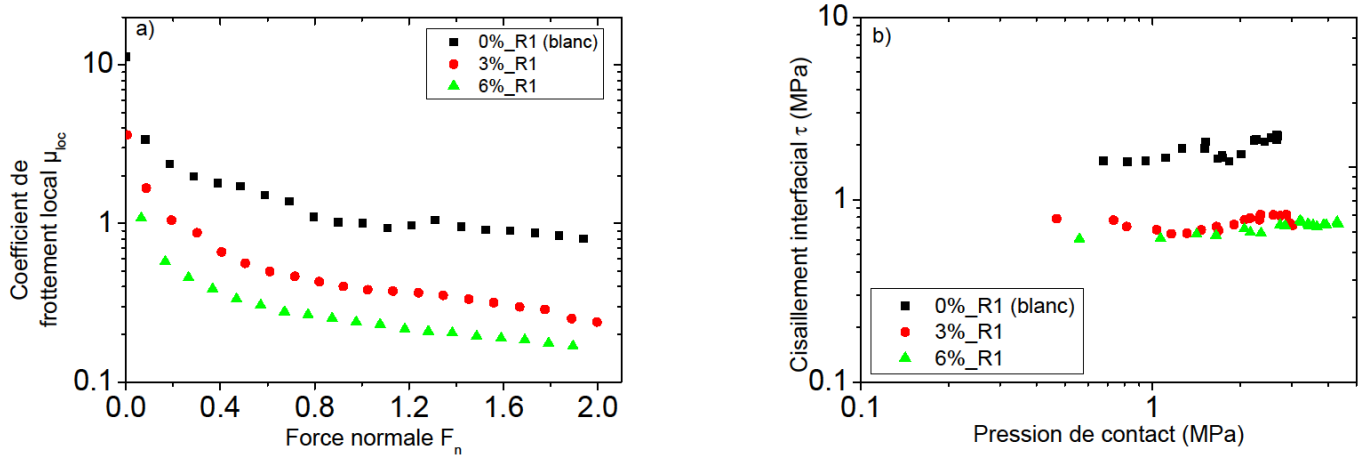 a)
0%_R1 (blanc)
3%_R1
6%_R1
10
1
0.1
0.0
0.4
0.8
1.2
1.6
2.0
Coefficient de
frottement local μloc
Force normale Fn
b)
10
1
0.1
0.1
1
0%_R1 (blanc)
3%_R1
6%_R1
Cisaillement interfacial τ (MPa)
Pression de contact (MPa)